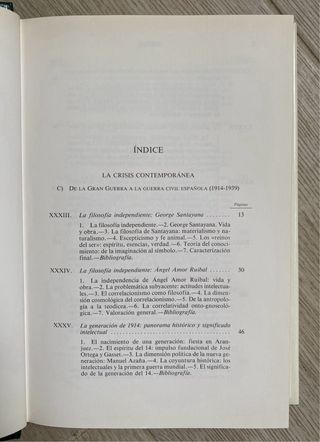 ÍNDICE
LA CRISIS CONTEMPORÁNEA
C) DE LA GRAN GUERRA A LA GUERRA CIVIL ESPAÑOLA (1914-1939)
Páginas
XXXIII. La filosofía independiente: George Santayana ........ 13
1. La filosofía independiente.—2. George Santayana. Vida
y obra.—3. La filosofía de Santayana: materialismo y na-
turalismo.—4. Escepticismo y fe animal.—5. Los «reinos
del ser»: espíritu, esencias, verdad.—6. Teoría del conoci-
miento: de la imaginación al símbolo.—7. Caracterización
final.—Bibliografía.
XXXIV. La filosofía independiente: Ángel Amor Ruibal ........ 30
1. La independencia de Ángel Amor Ruibal: vida y
obra.—2. La problemática subyacente: actitudes intelectua-
les.—3. El correlacionismo como filosofía.—4. La dimen-
sión cosmológica del correlacionismo.—5. De la antropolo-
gía a la teodicea.—6. La correlatividad onto-gnoseoló-
gica.—7. Valoración general.—Bibliografía.
XXXV. La generación de 1914: panorama histórico y significado
intelectual ........ 46
1. El nacimiento de una generación: fiesta en Aran-
juez.—2. El espíritu del 14: impulso fundacional de José
Ortega y Gasset.—3. La dimensión política de la nueva ge-
neración: Manuel Azaña.—4. La coyuntura histórica: los
intelectuales y la primera guerra mundial.—5. El significa-
do de la generación del 14.—Bibliografía.